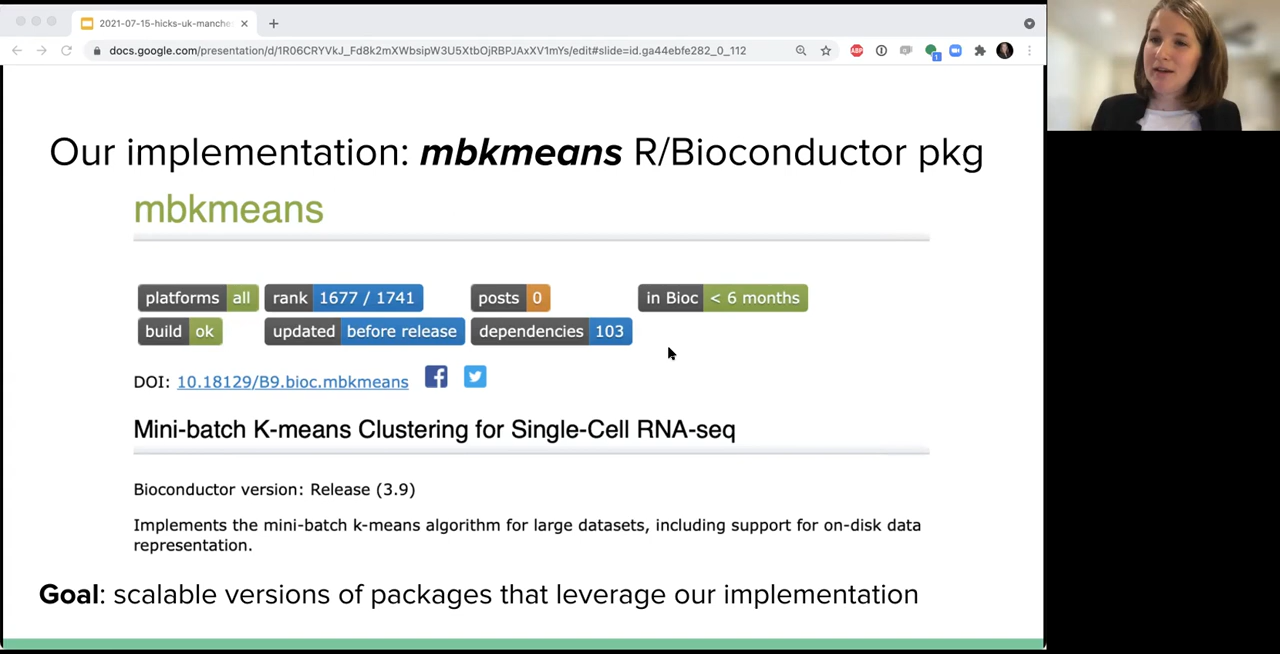 2021-07-15-hicks-uk-manche
docs.google.com/presentation/d/1R06CRYVkJ_Fd8k2mXWbsipW3U5XtbOjRBPJAxXV1mYs/edit#slide=id.ga44ebfe282_0_112
ABP
1
Our implementation: mbkmeans R/Bioconductor pkg
mbkmeans
platforms all rank 1677 / 1741 posts 0 in Bioc < 6 months
build ok updated before release dependencies 103
DOI: 10.18129/B9.bioc.mbkmeans
Mini-batch K-means Clustering for Single-Cell RNA-seq
Bioconductor version: Release (3.9)
Implements the mini-batch k-means algorithm for large datasets, including support for on-disk data
representation.
Goal: scalable versions of packages that leverage our implementation